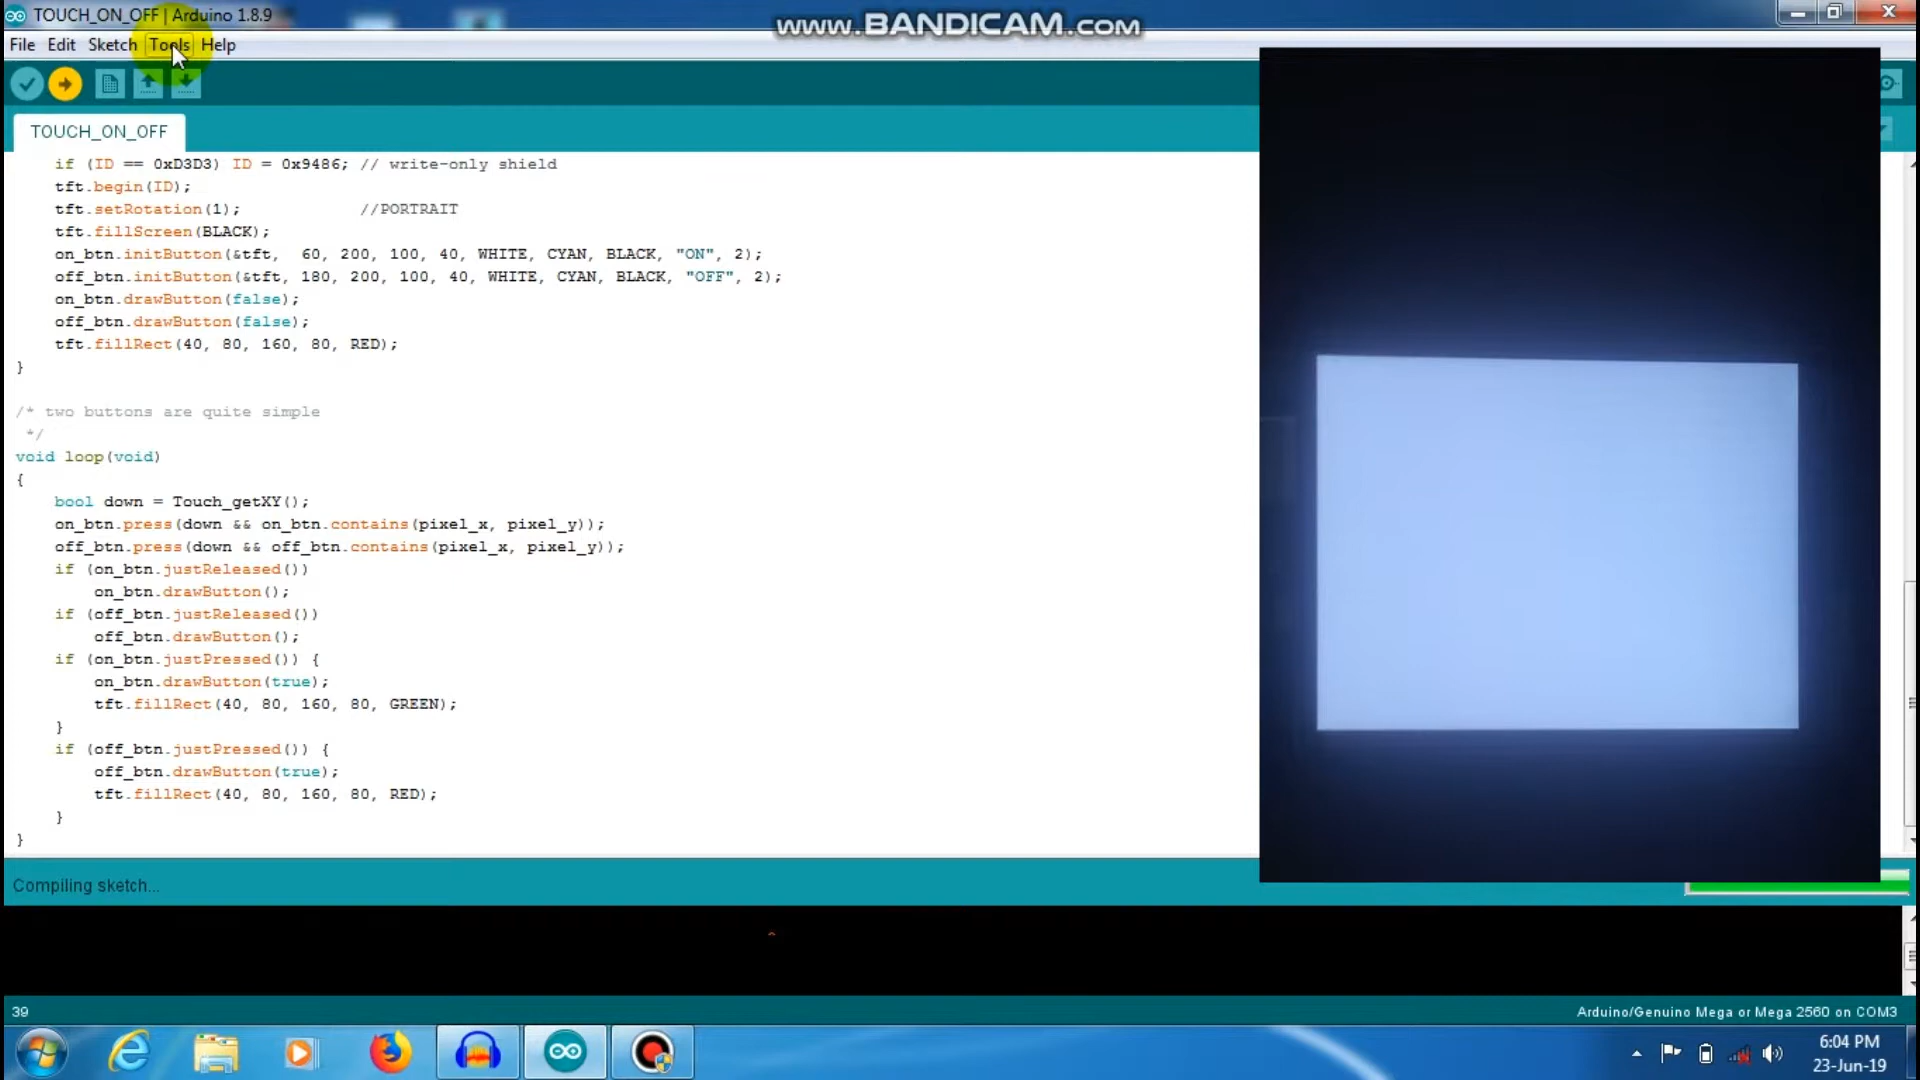 TOUCH_ON_OFF | Arduino 1.8.9
www.BANDICAM.com
File Edit Sketch Tools Help
TOUCH_ON_OFF
if (ID == 0xD3D3) ID = 0x9486; // write-only shield
tft.begin(ID);
tft.setRotation(1);            //PORTRAIT
tft.fillScreen(BLACK);
on_btn.initButton(&tft,  60, 200, 100, 40, WHITE, CYAN, BLACK, "ON", 2);
off_btn.initButton(&tft, 180, 200, 100, 40, WHITE, CYAN, BLACK, "OFF", 2);
on_btn.drawButton(false);
off_btn.drawButton(false);
tft.fillRect(40, 80, 160, 80, RED);
}
/* two buttons are quite simple
*/
void loop(void)
{
bool down = Touch_getXY();
on_btn.press(down && on_btn.contains(pixel_x, pixel_y));
off_btn.press(down && off_btn.contains(pixel_x, pixel_y));
if (on_btn.justReleased())
on_btn.drawButton();
if (off_btn.justReleased())
off_btn.drawButton();
if (on_btn.justPressed()) {
on_btn.drawButton(true);
tft.fillRect(40, 80, 160, 80, GREEN);
}
if (off_btn.justPressed()) {
off_btn.drawButton(true);
tft.fillRect(40, 80, 160, 80, RED);
}
}
Compiling sketch...
^
39
Arduino/Genuino Mega or Mega 2560 on COM3
6:04 PM
23-Jun-19